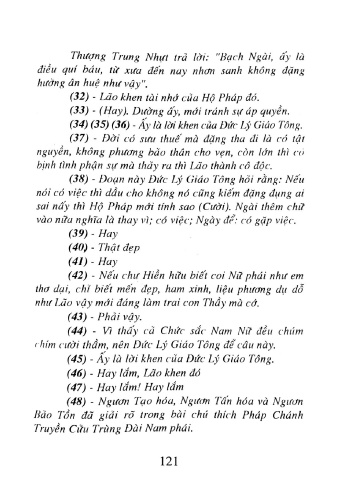 Thượng Trung Nhựt trả lời: "Bạch Ngài, ấy là
điều quí báu, từ xưa đến nay nhơn sanh không đặng
hưởng ân huệ như vậy".
(32) - Lão khen tài nhớ của Hộ Pháp đó.
(33) - (Hay). Dường ấy, mới tránh sự áp quyền.
(34) (35) (36) - Ấy là lời khen của Đức Lý Giáo Tông.
(37) - Đời có sưu thuế mà đặng tha đi là có tật
nguyền, không phương bảo thân cho vẹn, còn lớn thì có
bịnh tình phận sự mà thủy ra thì Lão thành cô độc.
(38) - Đoạn này Đức Lý Giáo Tông hỏi rằng: Nếu
nói có việc thì dầu cho không nó cũng kiếm đặng dụng ai
sai nấy thì Hộ Pháp mới tính sao (Cười). Ngài thêm chữ
vào nữa nghĩa là thay vì; có việc; Ngày để: có gặp việc.
(39) - Hay
(40) - Thật đẹp
(41) - Hay
(42) - Nếu chư Hiền hữu biết coi Nữ phái như em
thơ dại, chỉ biết mến đẹp, ham xinh, liệu phương dụ dỗ
như Lão vậy mới đáng làm trai con Thầy mà cớ.
(43) - Phải vậy.
(44) - Vì thấy cả Chức sắc Nam Nữ đều chúm
chím cười thầm, nên Đức Lý Giáo Tông để câu này.
(45) - Ấy là lời khen của Đức Lý Giáo Tông.
(46) - Hay lắm, Lão khen đó
(47) - Hay lắm! Hay lắm
(48) - Ngươn Tạo hóa, Ngươn Tấn hóa và Ngươn
Bảo Tồn đã giải rõ trong bài chú thích Pháp Chánh
Truyền Cửu Trùng Đài Nam phái.
121